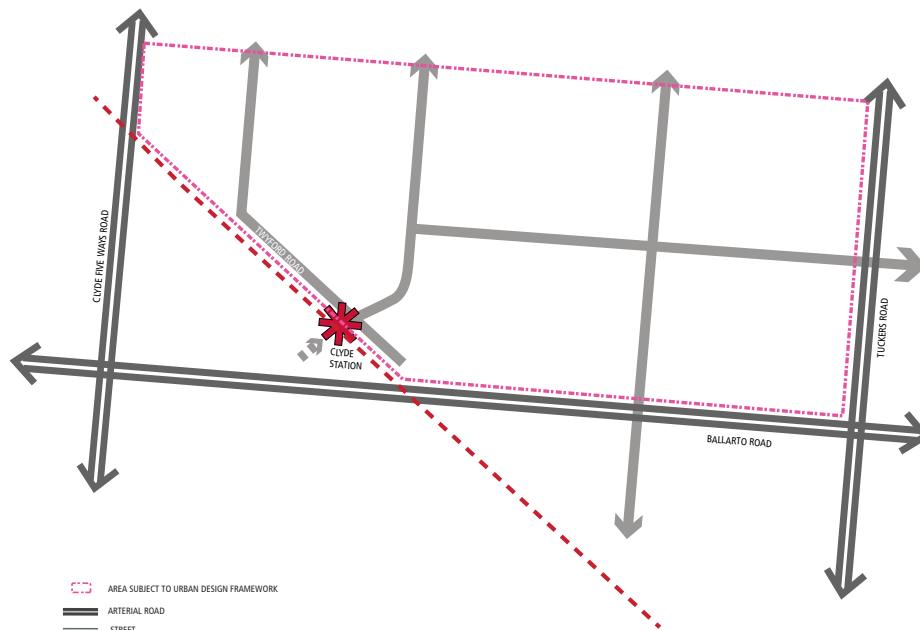 CLYDE FIVE WAYS ROAD
TWYFORD ROAD
CLYDE
STATION
TUCKERS ROAD
BALLARTO ROAD
AREA SUBJECT TO URBAN DESIGN FRAMEWORK
ARTERIAL ROAD
STREET